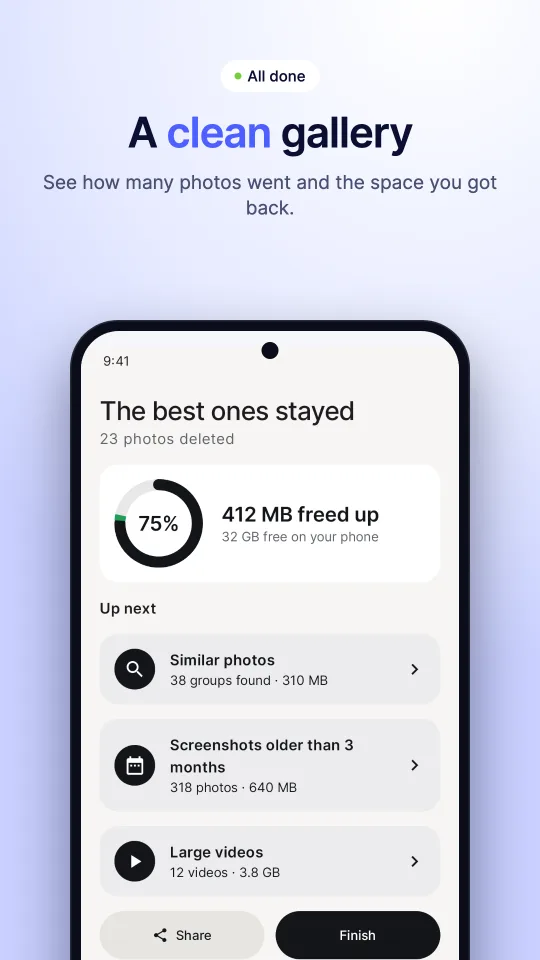 All done
A clean gallery
See how many photos went and the space you got
back.
9:41
The best ones stayed
23 photos deleted
75%
412 MB freed up
32 GB free on your phone
Up next
Similar photos
38 groups found · 310 MB
Screenshots older than 3
months
318 photos · 640 MB
Large videos
12 videos · 3.8 GB
Share
Finish